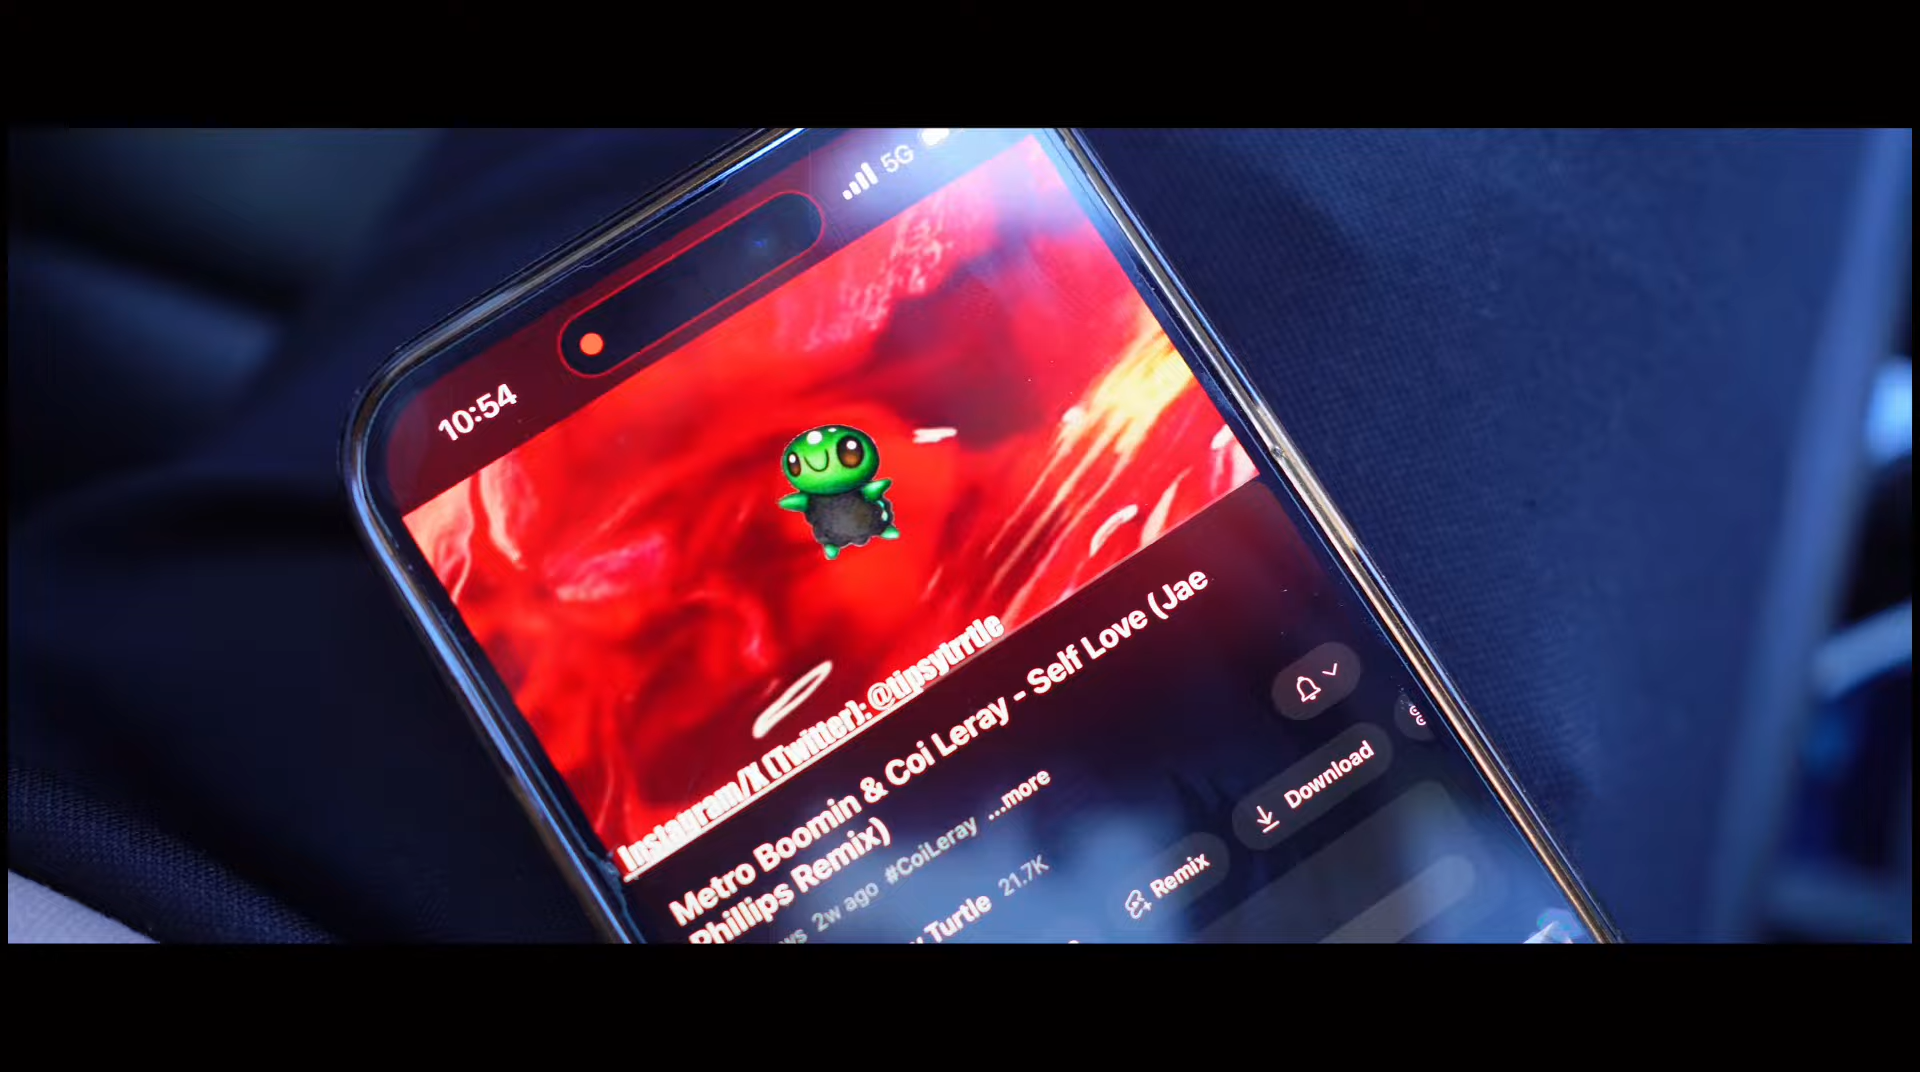 10:54
5G
Instagram/X (Twitter): @tipsytrrtle
Metro Boomin & Coi Leray - Self Love (Jae
Phillips Remix)
2w ago #CoiLeray ...more
Turtle 21.7K
Remix
Download